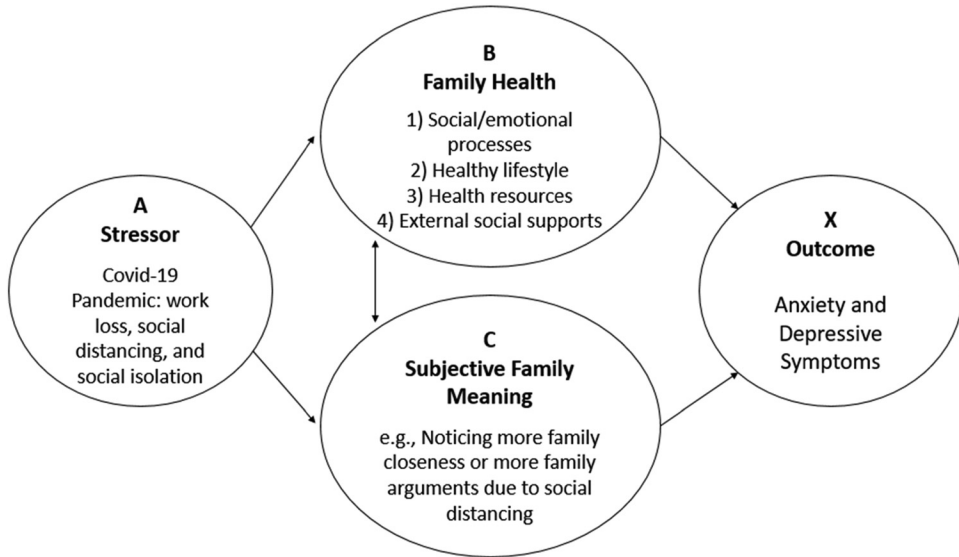 A
Stressor
Covid-19
Pandemic: work
loss, social
distancing, and
social isolation
B
Family Health
1) Social/emotional
processes
2) Healthy lifestyle
3) Health resources
4) External social supports
C
Subjective Family
Meaning
e.g., Noticing more family
closeness or more family
arguments due to social
distancing
X
Outcome
Anxiety and
Depressive
Symptoms